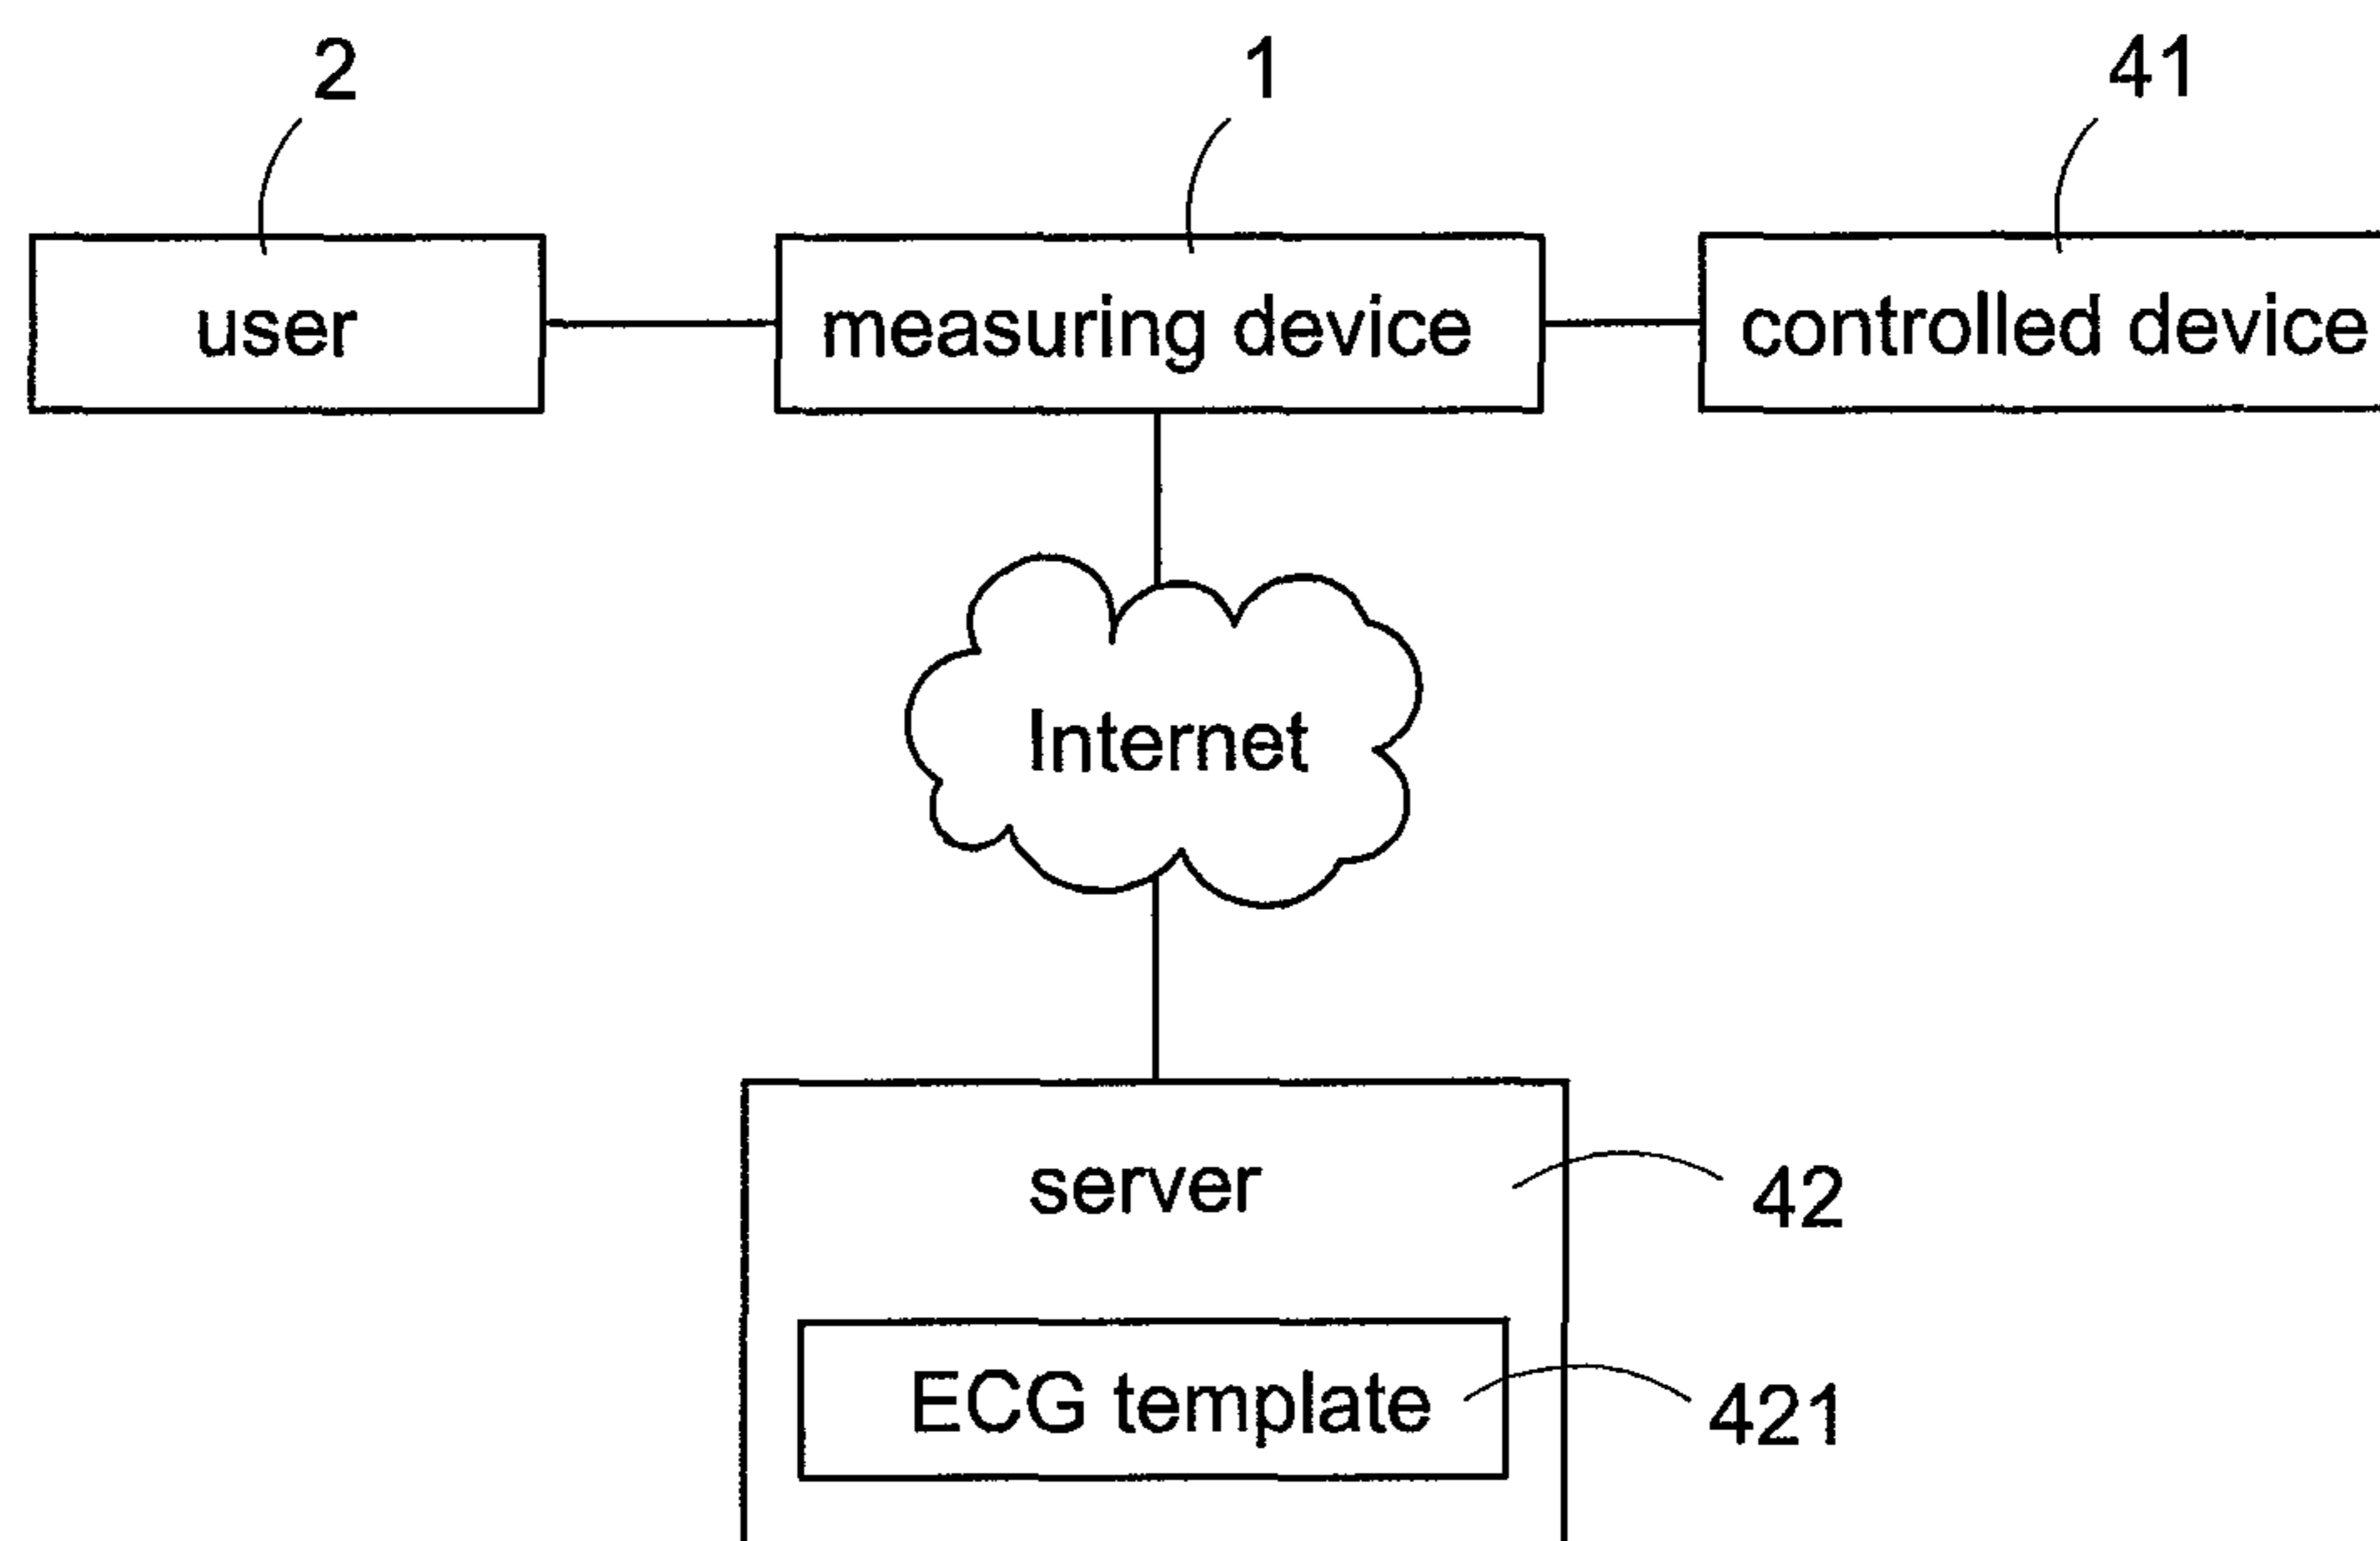 2
1
41
user
measuring device
controlled device
Internet
server
42
ECG template
421